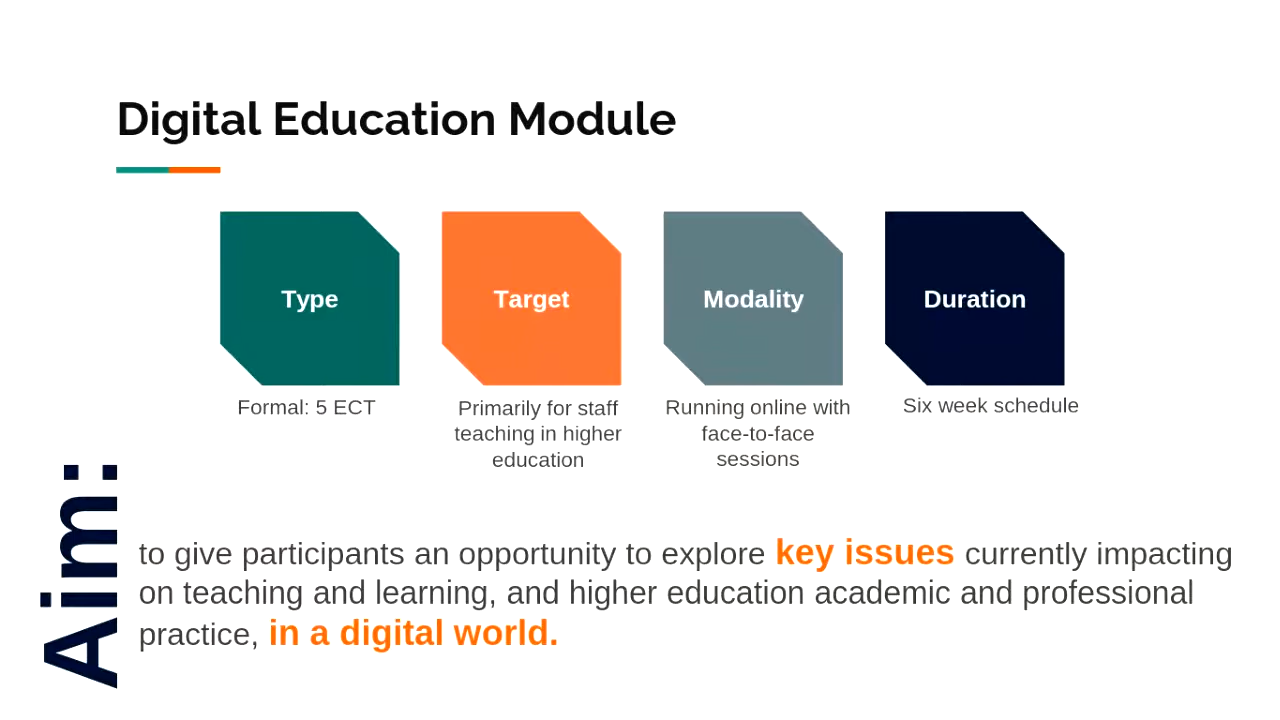 Digital Education Module
Type
Target
Modality
Duration
Formal: 5 ECT
Primarily for staff
teaching in higher
education
Running online with
face-to-face
sessions
Six week schedule
Aim:
to give participants an opportunity to explore key issues currently impacting
on teaching and learning, and higher education academic and professional
practice, in a digital world.